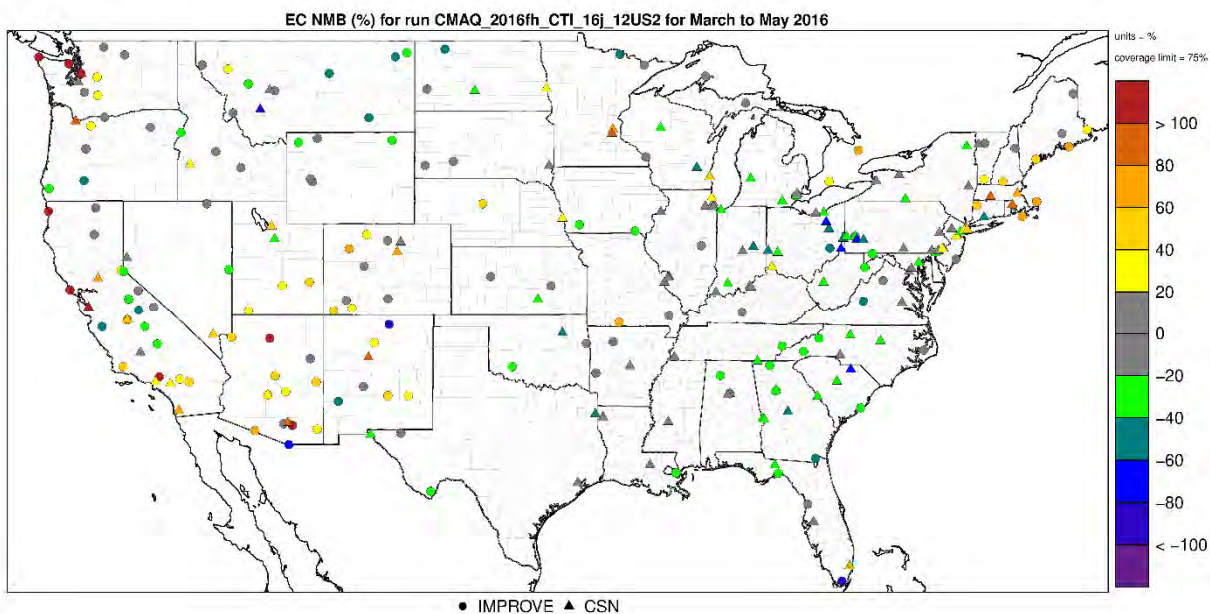 EC NMB (%) for run CMAQ_2016fh_CTI_16j_12US2 for March to May 2016
units = %
coverage limit = 75%
> 100
80
60
40
20
0
−20
−40
−60
−80
< −100
● IMPROVE ▲ CSN